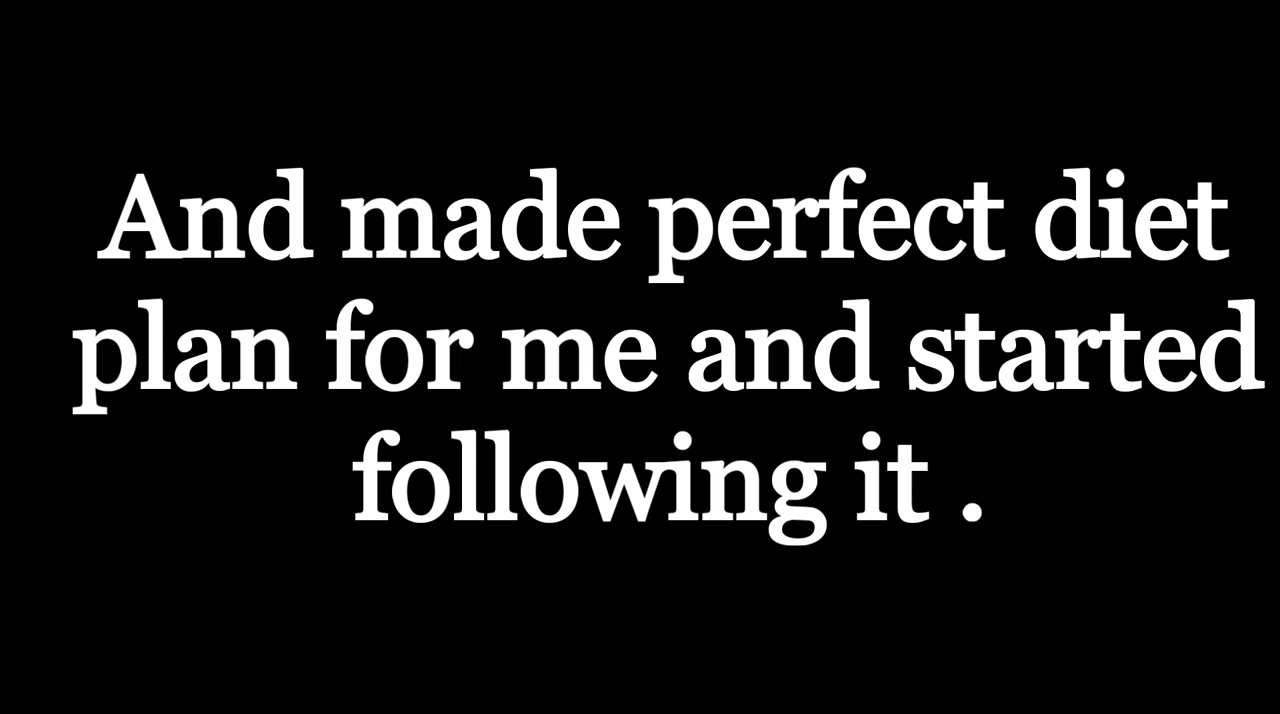 And made perfect diet
plan for me and started
following it .